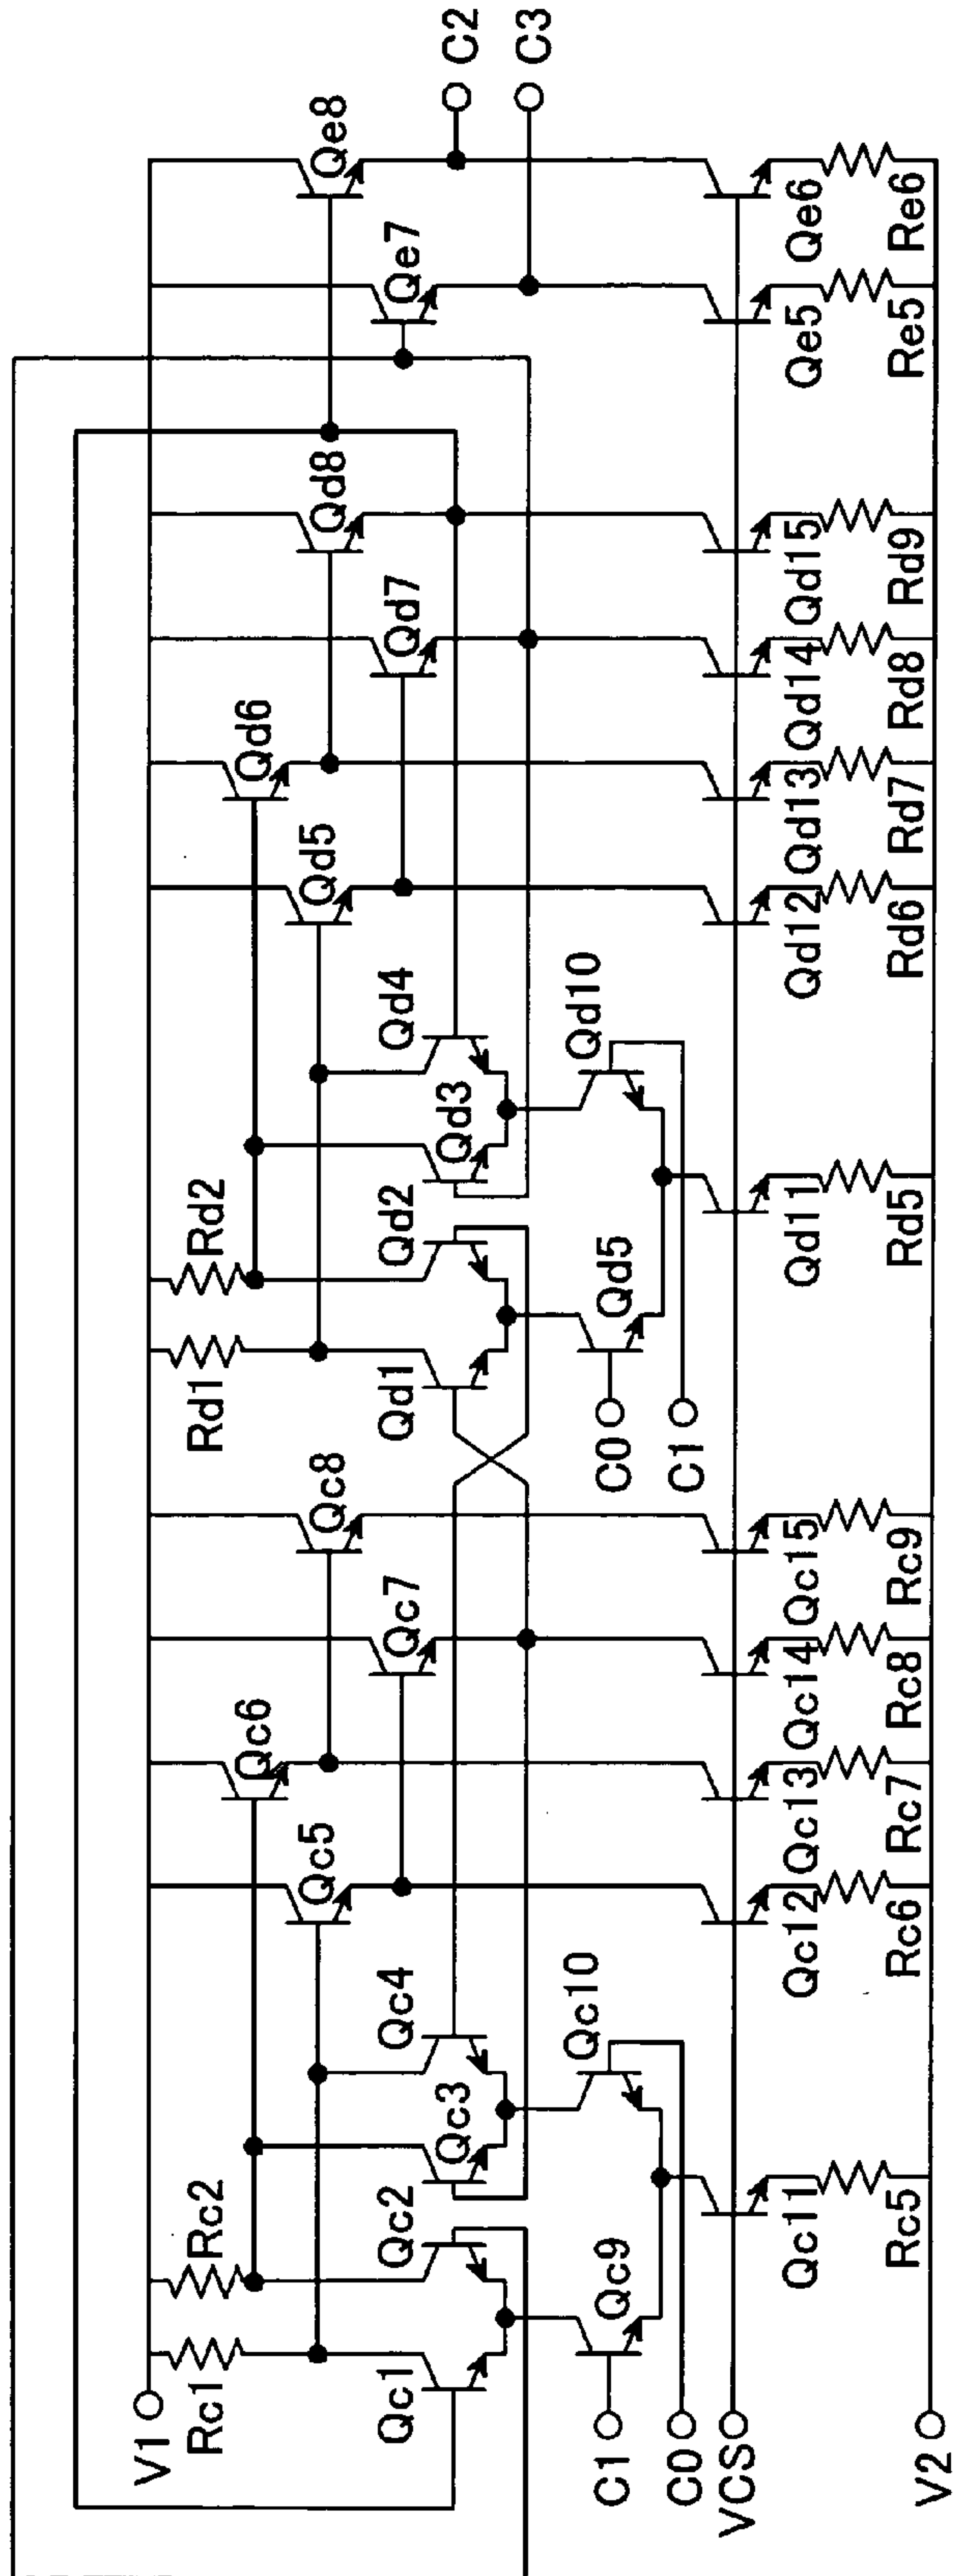 V1
Rc1
Rc2
Rd1
Rd2
Qc6
Qd6
Qc5
Qc8
Qd5
Qd8
Qe8
Qc1
Qc2
Qc4
Qc7
Qd1
Qd2
Qd4
Qd7
Qe7
Qc3
Qd3
C2
C3
Qc10
Qd10
C1
Qc9
C0
Qd5
C0
C1
VCS
Qc11
Qc12
Qc13
Qc14
Qc15
Qd11
Qd12
Qd13
Qd14
Qd15
Qe5
Qe6
Rc5
Rc6
Rc7
Rc8
Rc9
Rd5
Rd6
Rd7
Rd8
Rd9
Re5
Re6
V2